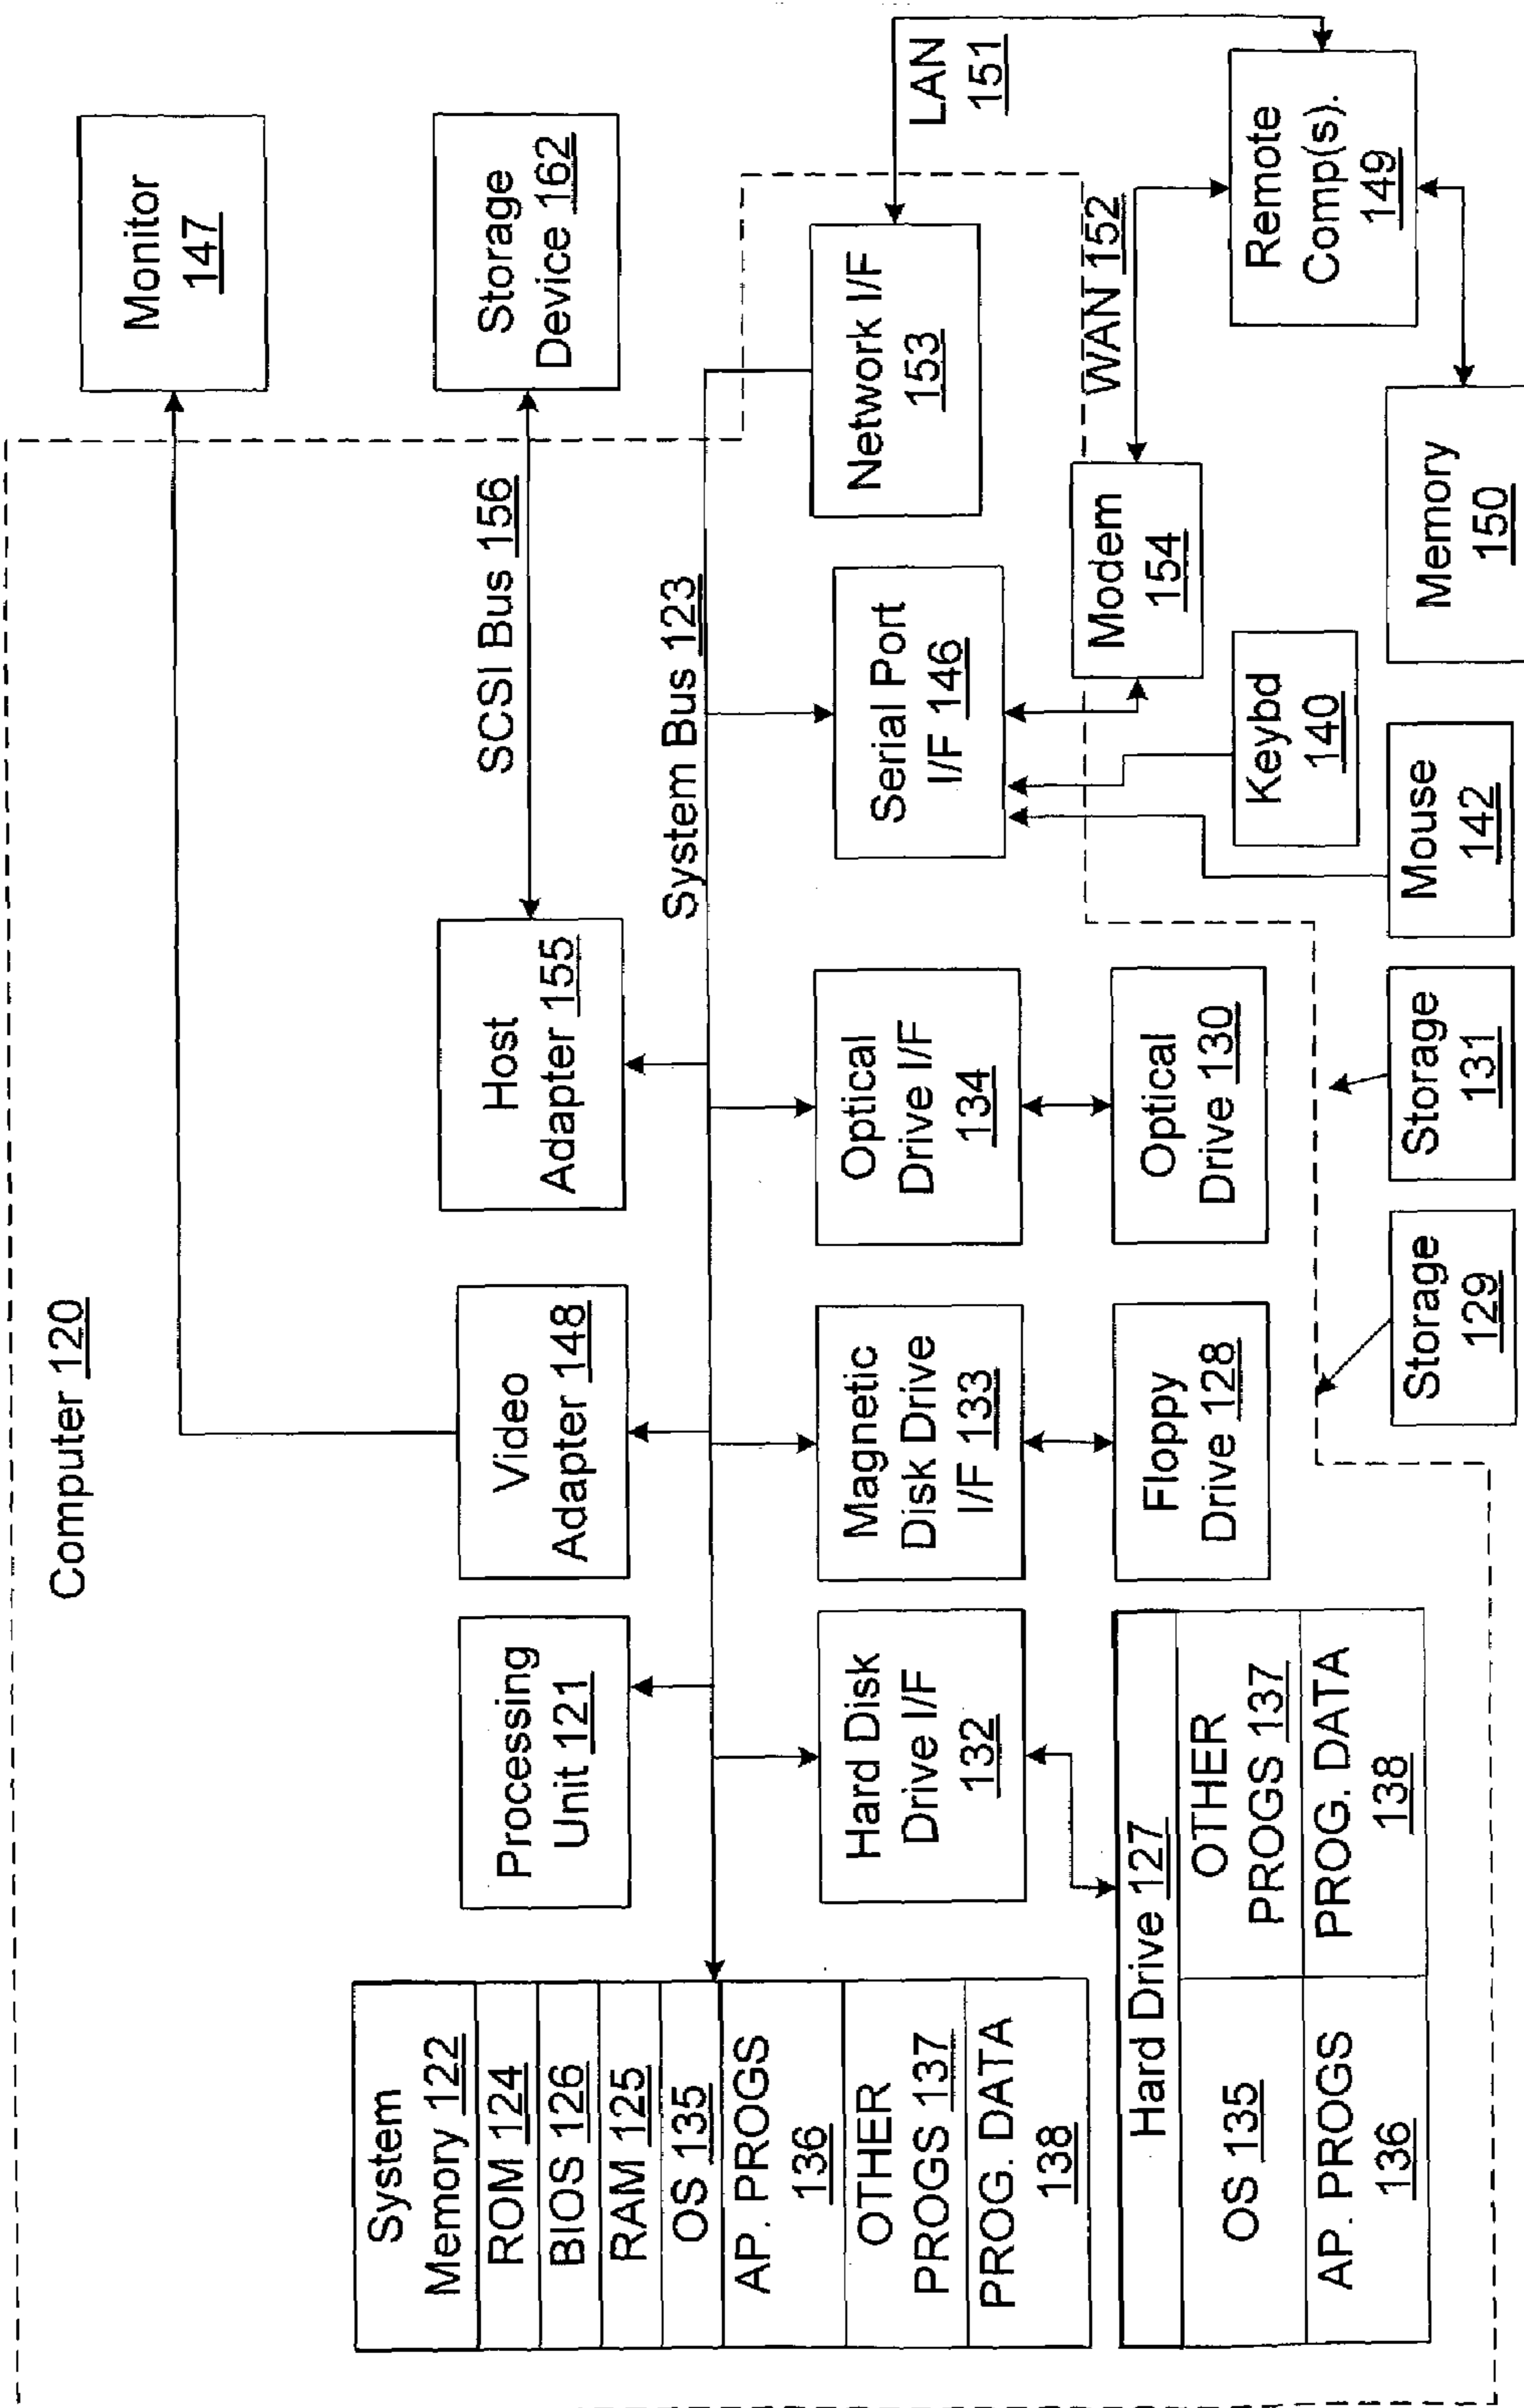 Computer 120
Monitor
147
System
Memory 122
ROM 124
BIOS 126
RAM 125
OS 135
AP. PROGS
136
OTHER
PROGS 137
PROG. DATA
138
Processing
Unit 121
Video
Adapter 148
Host
Adapter 155
SCSI Bus 156
Storage
Device 162
System Bus 123
Hard Disk
Drive I/F
132
Magnetic
Disk Drive
I/F 133
Optical
Drive I/F
134
Serial Port
I/F 146
Network I/F
153
LAN
151
Hard Drive 127
OS 135
OTHER
PROGS 137
AP. PROGS
136
PROG. DATA
138
Floppy
Drive 128
Optical
Drive 130
Modem
154
WAN 152
Keybd
140
Remote
Comp(s).
149
Storage
129
Storage
131
Mouse
142
Memory
150